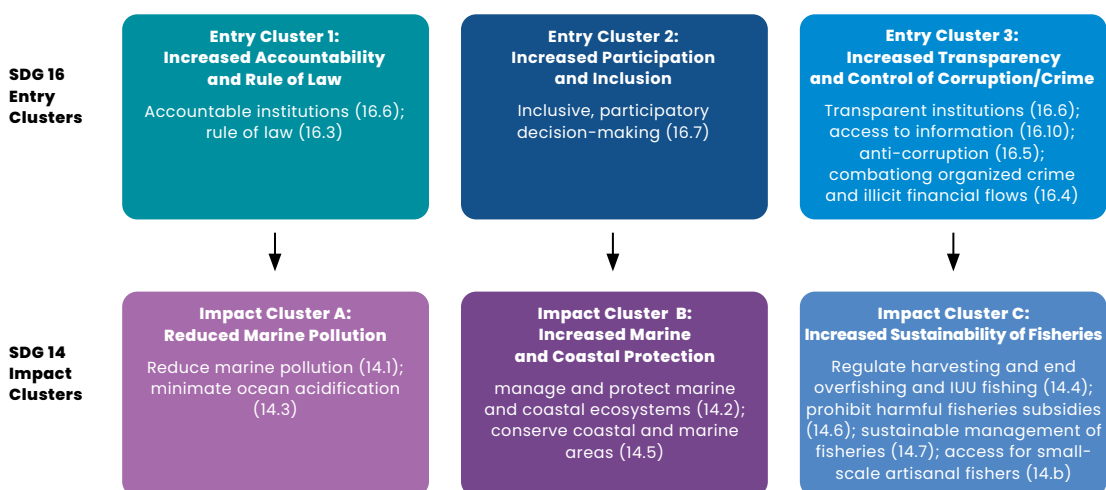 SDG 16
Entry
Clusters
Entry Cluster 1:
Increased Accountability
and Rule of Law
Accountable institutions (16.6);
rule of law (16.3)
Entry Cluster 2:
Increased Participation
and Inclusion
Inclusive, participatory
decision-making (16.7)
Entry Cluster 3:
Increased Transparency
and Control of Corruption/Crime
Transparent institutions (16.6);
access to information (16.10);
anti-corruption (16.5);
combationg organized crime
and illicit financial flows (16.4)
SDG 14
Impact
Clusters
Impact Cluster A:
Reduced Marine Pollution
Reduce marine pollution (14.1);
minimate ocean acidification
(14.3)
Impact Cluster B:
Increased Marine
and Coastal Protection
manage and protect marine
and coastal ecosystems (14.2);
conserve coastal and marine
areas (14.5)
Impact Cluster C:
Increased Sustainability of Fisheries
Regulate harvesting and end
overfishing and IUU fishing (14.4);
prohibit harmful fisheries subsidies
(14.6); sustainable management of
fisheries (14.7); access for small-
scale artisanal fishers (14.b)